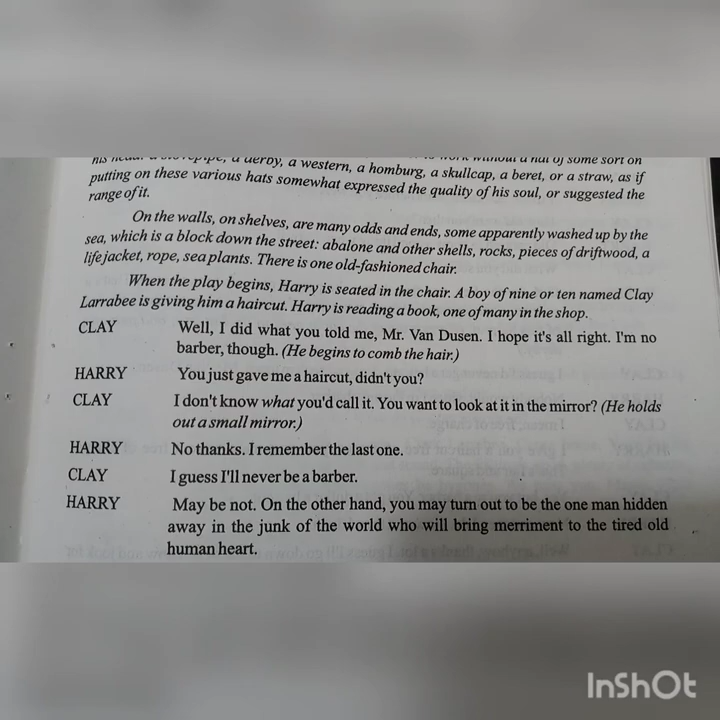 a derby, a western, a homburg, a skullcap, a beret, or a straw, as if
putting on these various hats somewhat expressed the quality of his soul, or suggested the
range of it.
On the walls, on shelves, are many odds and ends, some apparently washed up by the
sea, which is a block down the street: abalone and other shells, rocks, pieces of driftwood, a
life jacket, rope, sea plants. There is one old-fashioned chair.
When the play begins, Harry is seated in the chair. A boy of nine or ten named Clay
Larrabee is giving him a haircut. Harry is reading a book, one of many in the shop.
CLAY Well, I did what you told me, Mr. Van Dusen. I hope it's all right. I'm no
barber, though. (He begins to comb the hair.)
HARRY You just gave me a haircut, didn't you?
CLAY I don't know what you'd call it. You want to look at it in the mirror? (He holds
out a small mirror.)
HARRY No thanks. I remember the last one.
CLAY I guess I'll never be a barber.
HARRY May be not. On the other hand, you may turn out to be the one man hidden
away in the junk of the world who will bring merriment to the tired old
human heart.
InShOt